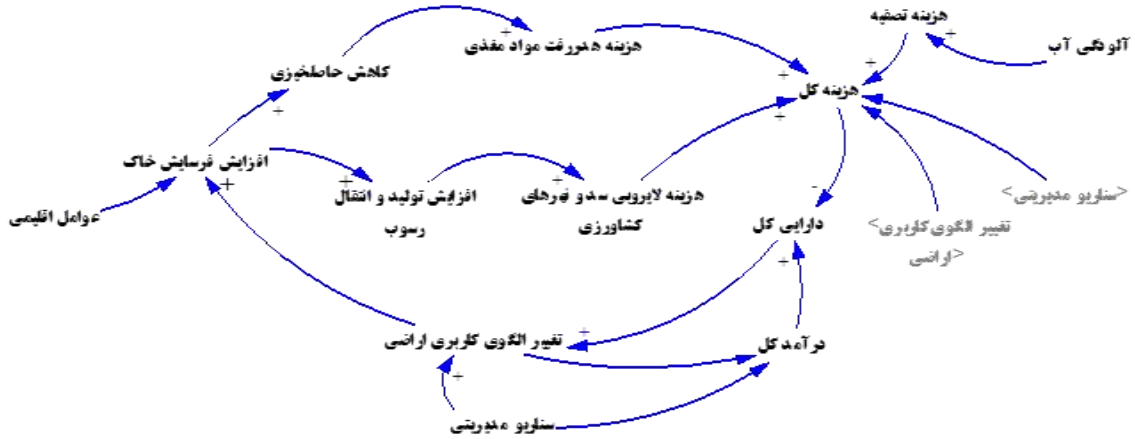 هزینه تصفیه
آلودگی آب
هزینه هدررفت مواد مغذی
کاهش حاصلخیزی
هزینه کل
افزایش فرسایش خاک
افزایش تولید و انتقال
رسوب
هزینه لایروبی سد و نهرهای
کشاورزی
<سناریو مدیریتی>
دارایی کل
<تغییر الگوی کاربری
اراضی>
عوامل اقلیمی
تغییر الگوی کاربری اراضی
درآمد کل
سناریو مدیریتی